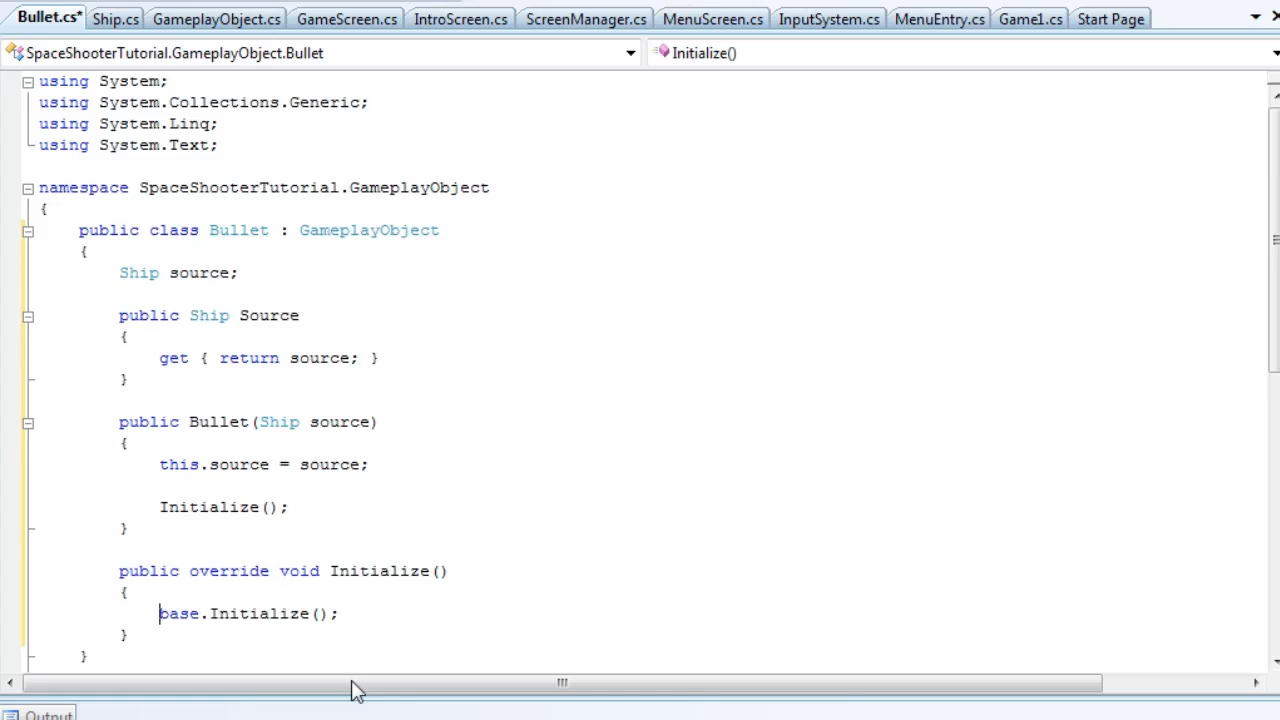 Bullet.cs* Ship.cs GameplayObject.cs GameScreen.cs IntroScreen.cs ScreenManager.cs MenuScreen.cs InputSystem.cs MenuEntry.cs Game1.cs Start Page
SpaceShooterTutorial.GameplayObject.Bullet Initialize()
using System;
using System.Collections.Generic;
using System.Linq;
using System.Text;
namespace SpaceShooterTutorial.GameplayObject
{
public class Bullet : GameplayObject
{
Ship source;
public Ship Source
{
get { return source; }
}
public Bullet(Ship source)
{
this.source = source;
Initialize();
}
public override void Initialize()
{
base.Initialize();
}
}
Output